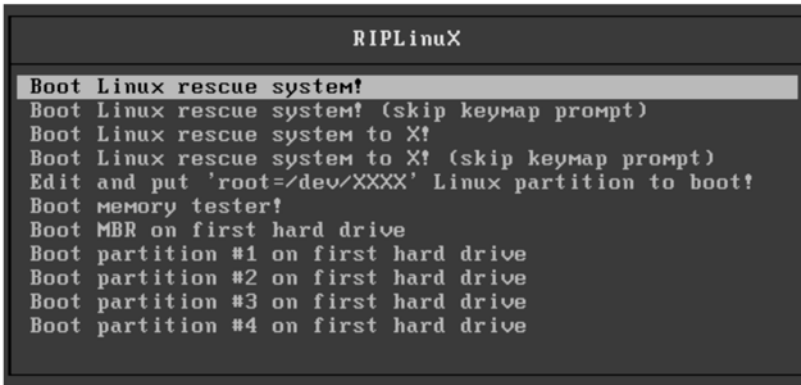 RIPLinuX
Boot Linux rescue system!
Boot Linux rescue system! (skip keymap prompt)
Boot Linux rescue system to X!
Boot Linux rescue system to X! (skip keymap prompt)
Edit and put 'root=/dev/XXXX' Linux partition to boot!
Boot memory tester!
Boot MBR on first hard drive
Boot partition #1 on first hard drive
Boot partition #2 on first hard drive
Boot partition #3 on first hard drive
Boot partition #4 on first hard drive